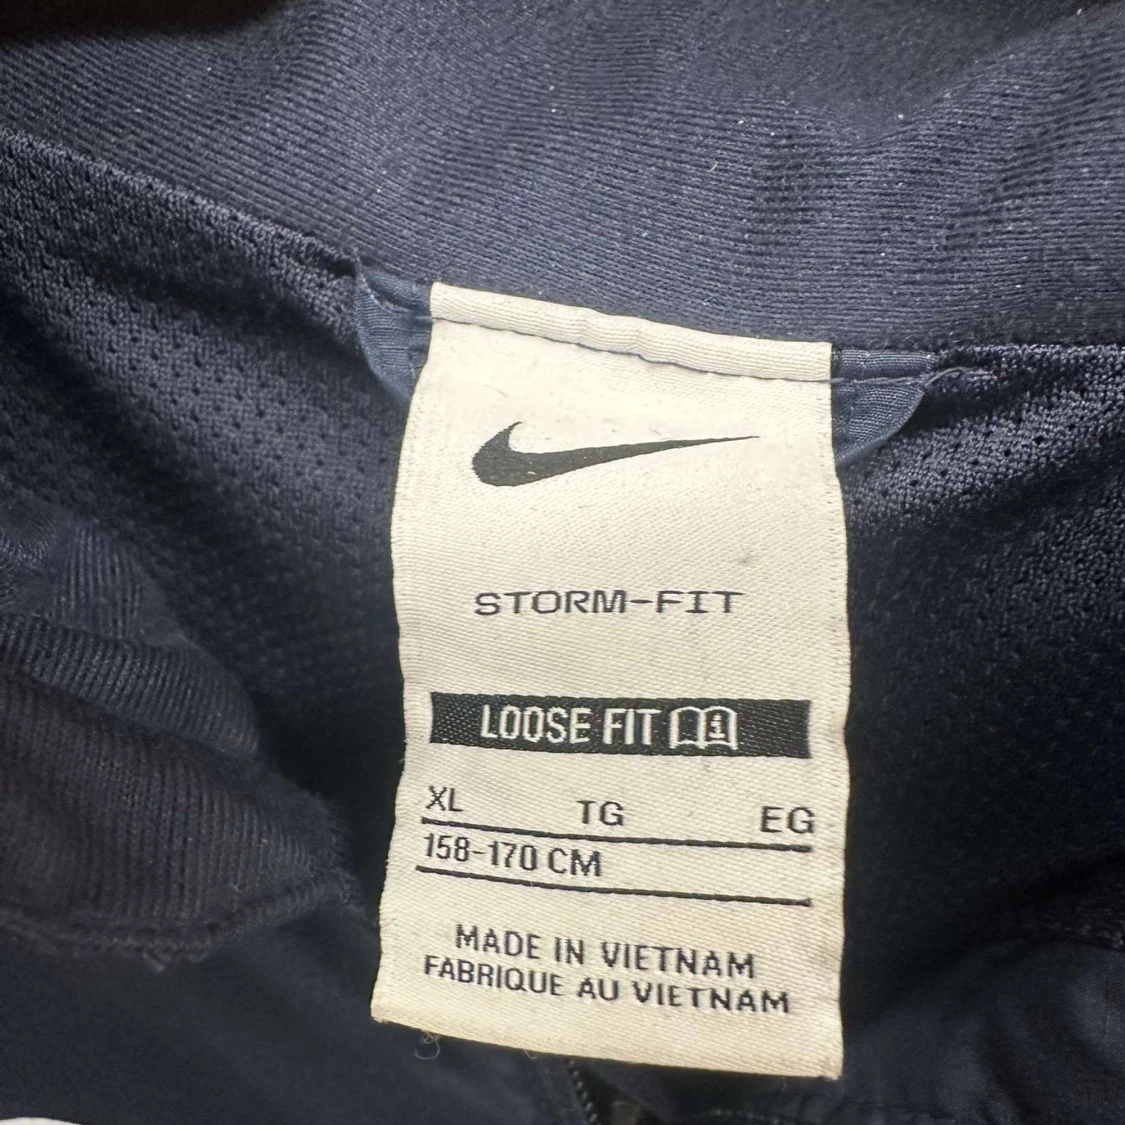 STORM-FIT
LOOSE FIT i
XL TG EG
158-170 CM
MADE IN VIETNAM
FABRIQUE AU VIETNAM